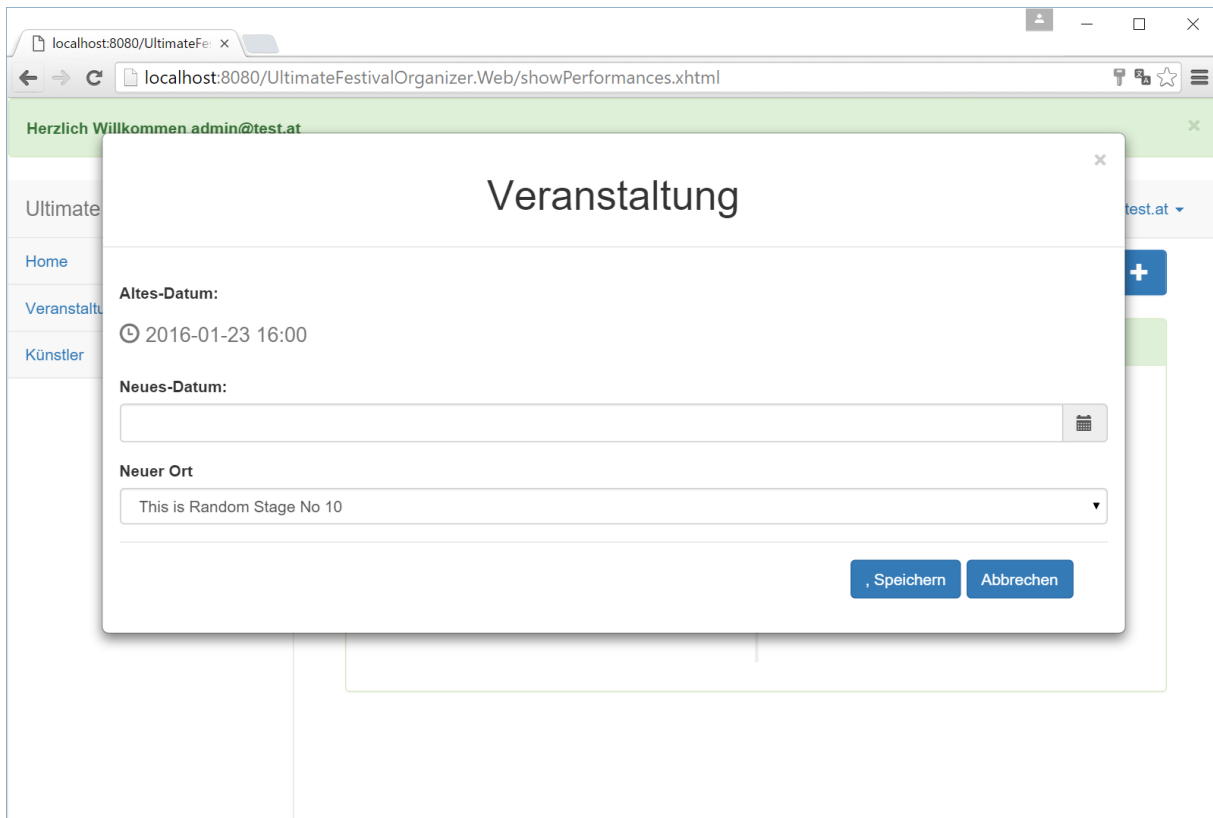 localhost:8080/UltimateFe
localhost:8080/UltimateFestivalOrganizer.Web/showPerformances.xhtml
Herzlich Willkommen admin@test.at
Veranstaltung
Ultimate
test.at
Home
Veranstaltu
Künstler
Altes-Datum:
2016-01-23 16:00
Neues-Datum:
Neuer Ort
This is Random Stage No 10
, Speichern
Abbrechen